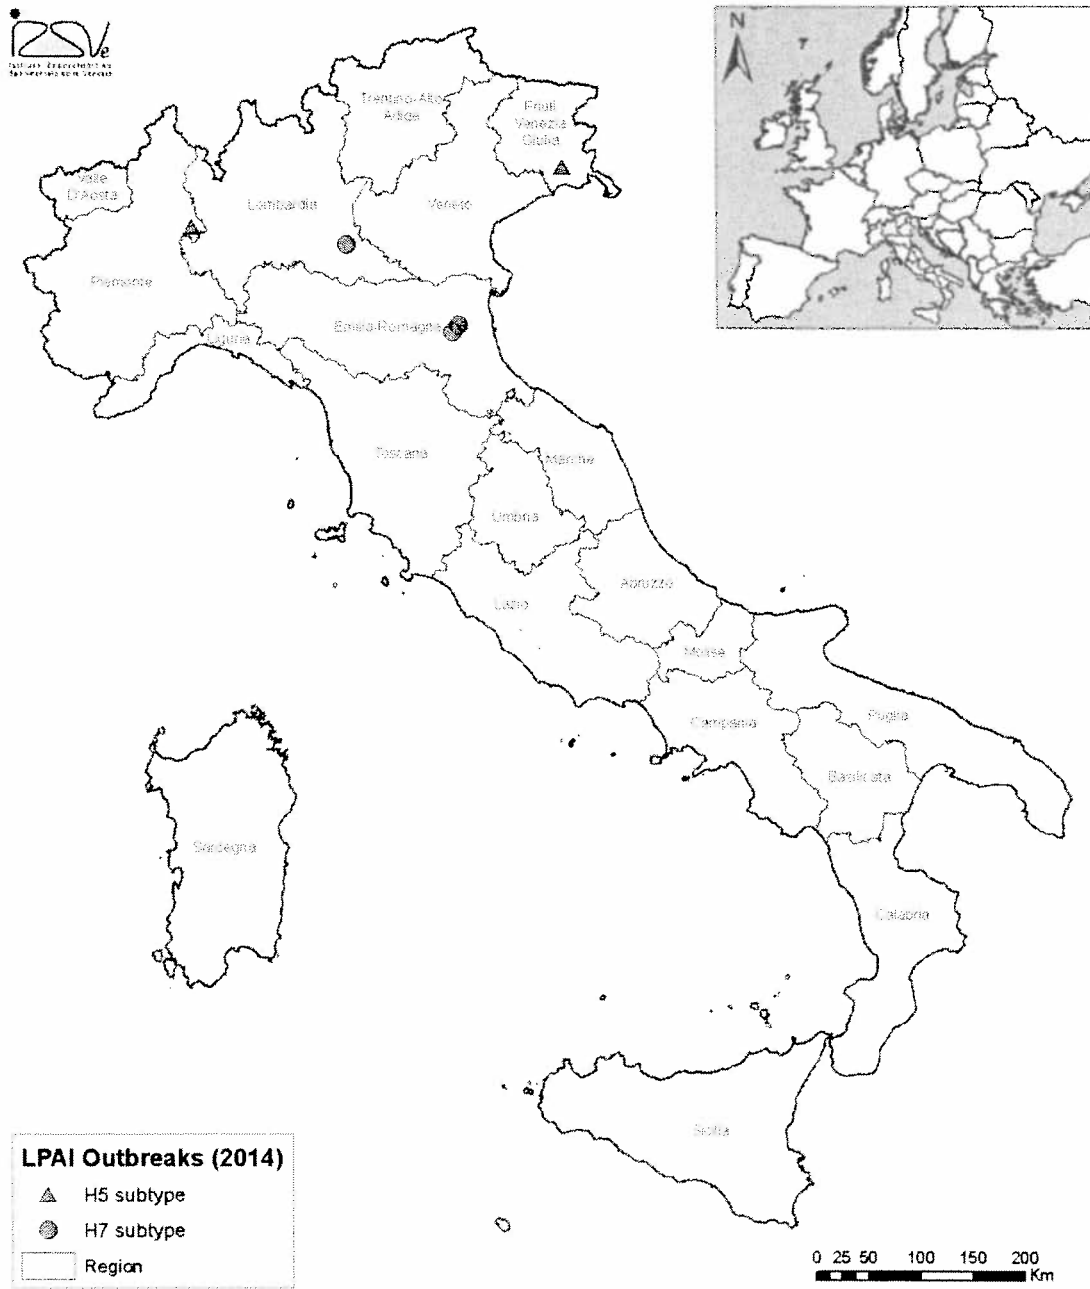 IZSVe
N
Trentino-Alto
Adige
Friuli
Venezia
Giulia
Valle
D'Aosta
Lombardia
Veneto
Piemonte
Emilia-Romagna
Liguria
Toscana
Marche
Umbria
Abruzzo
Lazio
Molise
Campania
Puglia
Basilicata
Sardegna
Calabria
Sicilia
LPAI Outbreaks (2014)
H5 subtype
H7 subtype
Region
0 25 50 100 150 200
Km